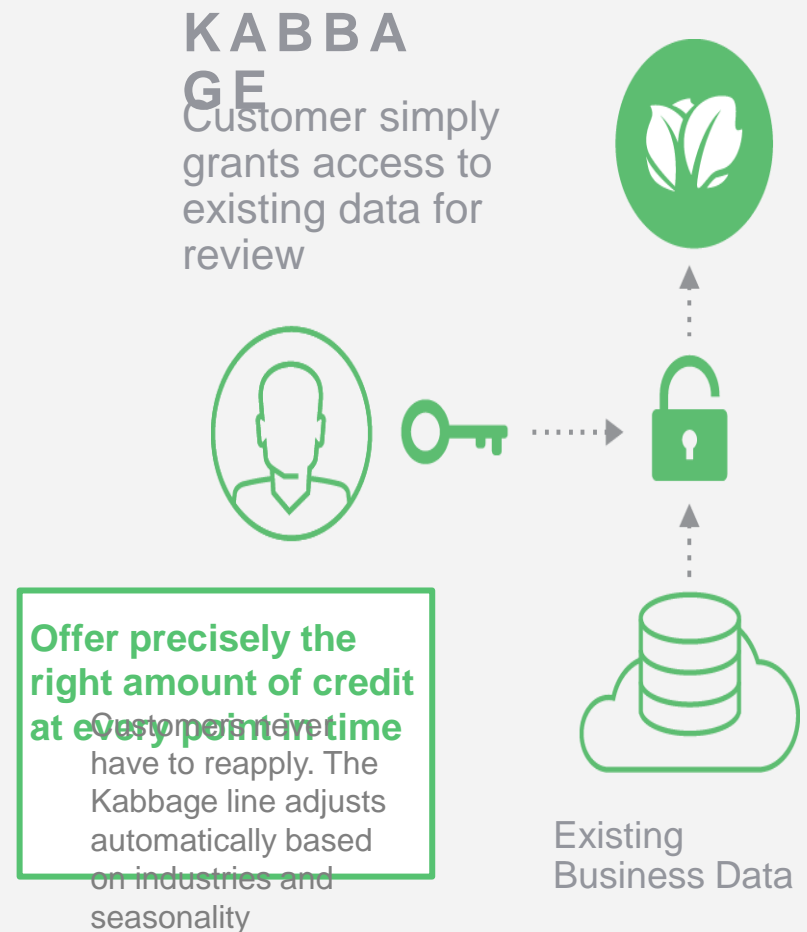 KABBA
GE
Customer simply
grants access to
existing data for
review
Offer precisely the
right amount of credit
at every point in time
Customers never
have to reapply. The
Kabbage line adjusts
automatically based
on industries and
seasonality
Existing
Business Data